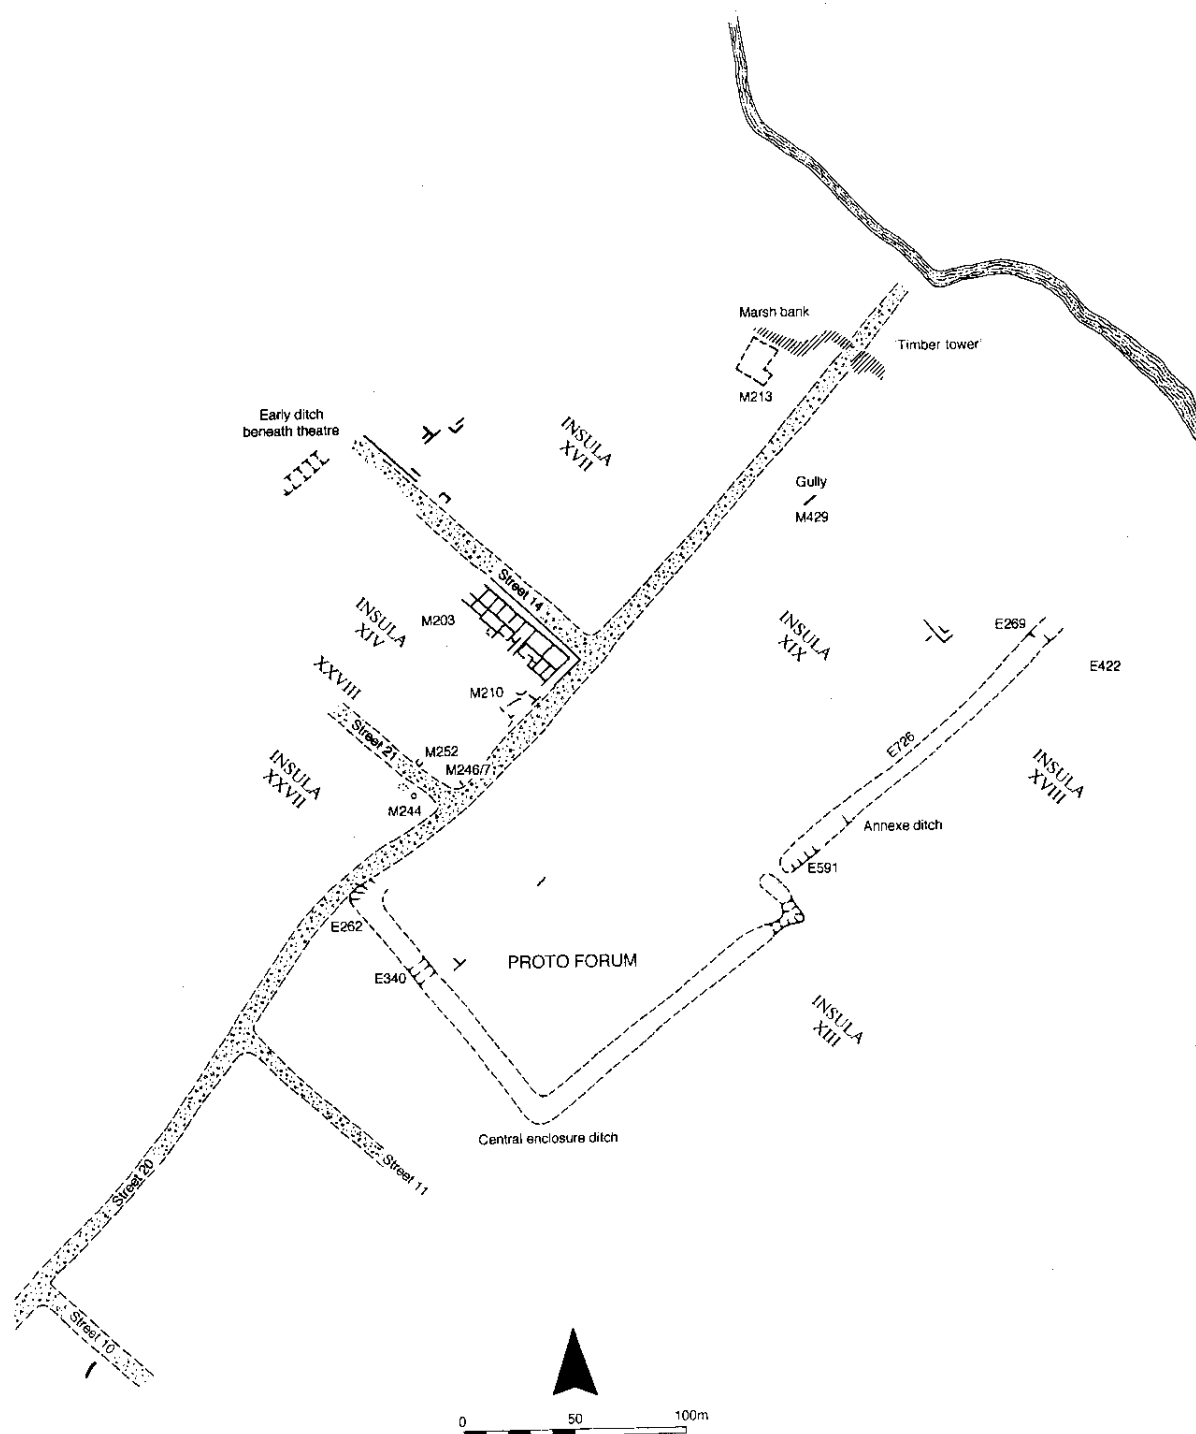 Marsh bank
'Timber tower'
M213
Early ditch
beneath theatre
INSULA
XVII
Gully
M429
Street 14
INSULA
XIV
M203
INSULA
XIX
E269
E422
XXVIII
M210
Street 21
M252
M246/7
INSULA
XXVII
M244
E726
INSULA
XVIII
Annexe ditch
E591
E262
E340
PROTO FORUM
INSULA
XIII
Central enclosure ditch
Street 11
Street 20
Street 10
0 50 100m